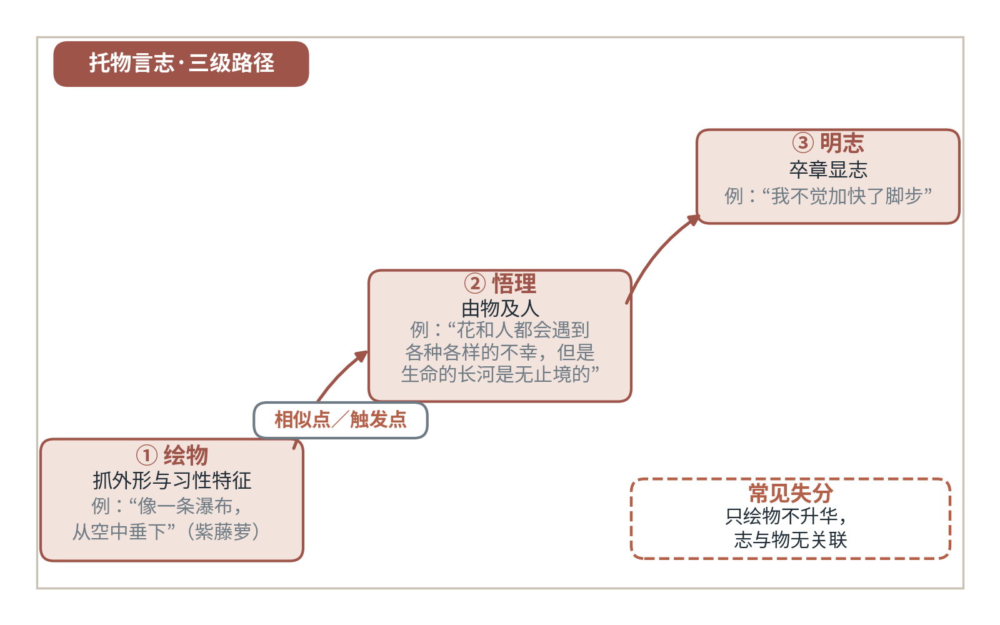 托物言志·三级路径
③ 明志
卒章显志
例：“我不觉加快了脚步”
② 悟理
由物及人
例：“花和人都会遇到
各种各样的不幸，但是
生命的长河是无止境的”
相似点／触发点
① 绘物
抓外形与习性特征
例：“像一条瀑布，
从空中垂下”（紫藤萝）
常见失分
只绘物不升华，
志与物无关联